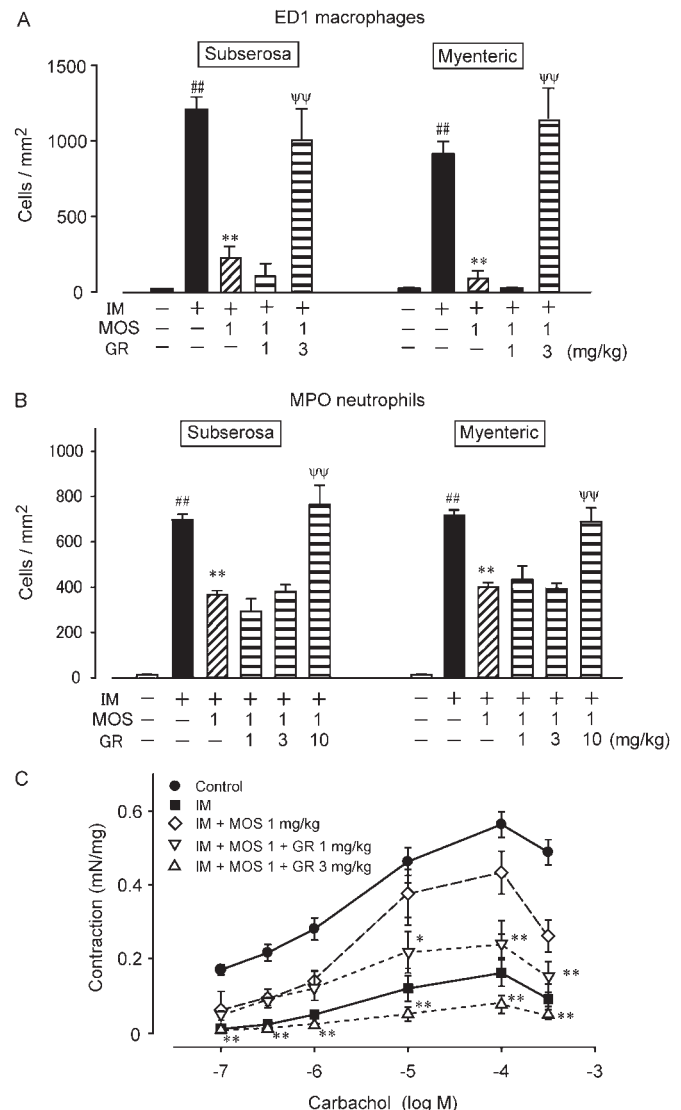 A
ED1 macrophages
Subserosa
Myenteric
Cells / mm2
1500
1000
500
0
## ** ψψ ## ** ψψ
IM − + + + + − + + + +
MOS − − 1 1 1 − − 1 1 1
GR − − − 1 3 − − − 1 3 (mg/kg)
B
MPO neutrophils
Subserosa
Myenteric
Cells / mm2
1000
800
600
400
200
0
## ** ψψ ## ** ψψ
IM − + + + + + − + + + + +
MOS − − 1 1 1 1 − − 1 1 1 1
GR − − − 1 3 10 − − − 1 3 10 (mg/kg)
C
Control
IM
IM + MOS 1 mg/kg
IM + MOS 1 + GR 1 mg/kg
IM + MOS 1 + GR 3 mg/kg
Contraction (mN/mg)
0.6
0.4
0.2
0
* ** **
** ** ** ** ** **
-7 -6 -5 -4 -3
Carbachol (log M)